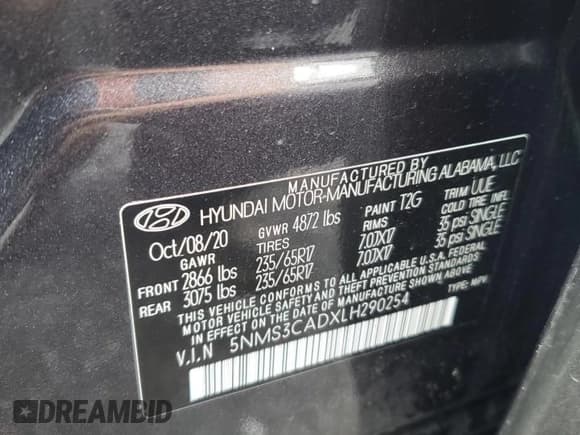 MANUFACTURED BY
HYUNDAI MOTOR-MANUFACTURING ALABAMA, LLC
Oct/08/20 GVWR 4872 lbs PAINT T2G TRIM UUE
GAWR TIRES RIMS COLD TIRE INFL
FRONT 2866 lbs 235/65R17 7.0JX17 35 psi SINGLE
REAR 3075 lbs 235/65R17 7.0JX17 35 psi SINGLE
THIS VEHICLE CONFORMS TO ALL APPLICABLE U.S.A. FEDERAL
MOTOR VEHICLE SAFETY STANDARDS
IN EFFECT ON THE DATE OF MANUFACTURE SHOWN ABOVE.
V.I.N 5NMS3CADXLH290254 TYPE: MPV
DREAMBID